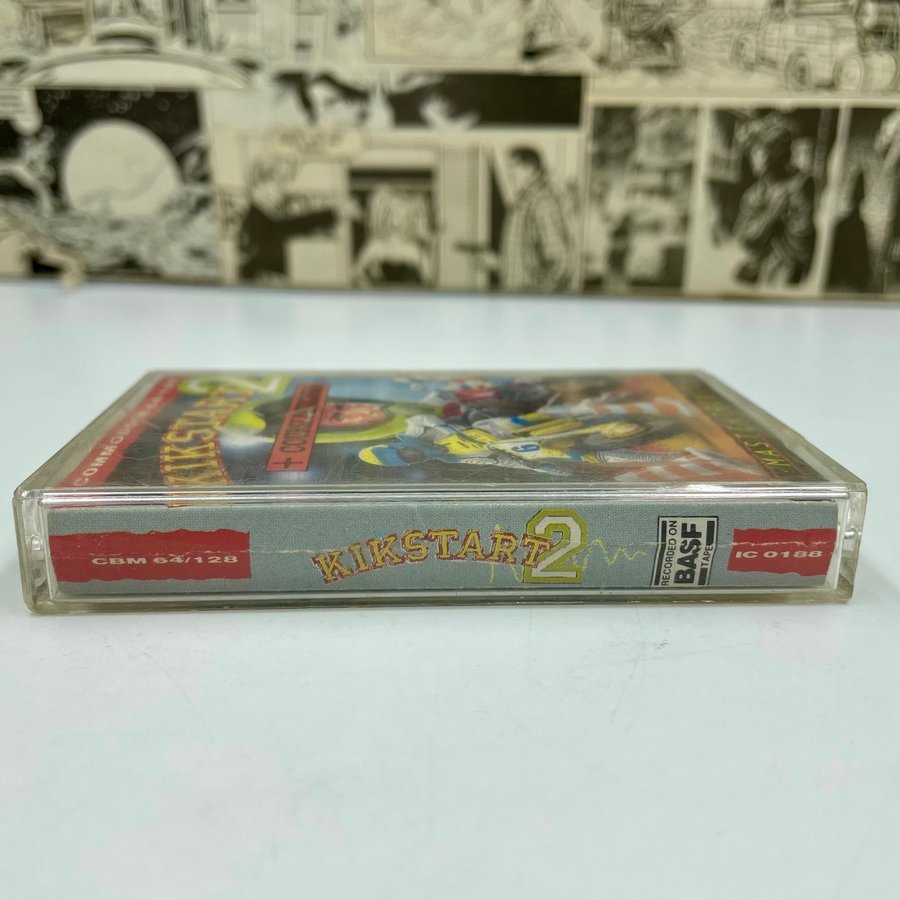 KIKSTART 2
CBM 64/128
KIKSTART 2
RECORDED ON
BASF
TAPE
IC 0188